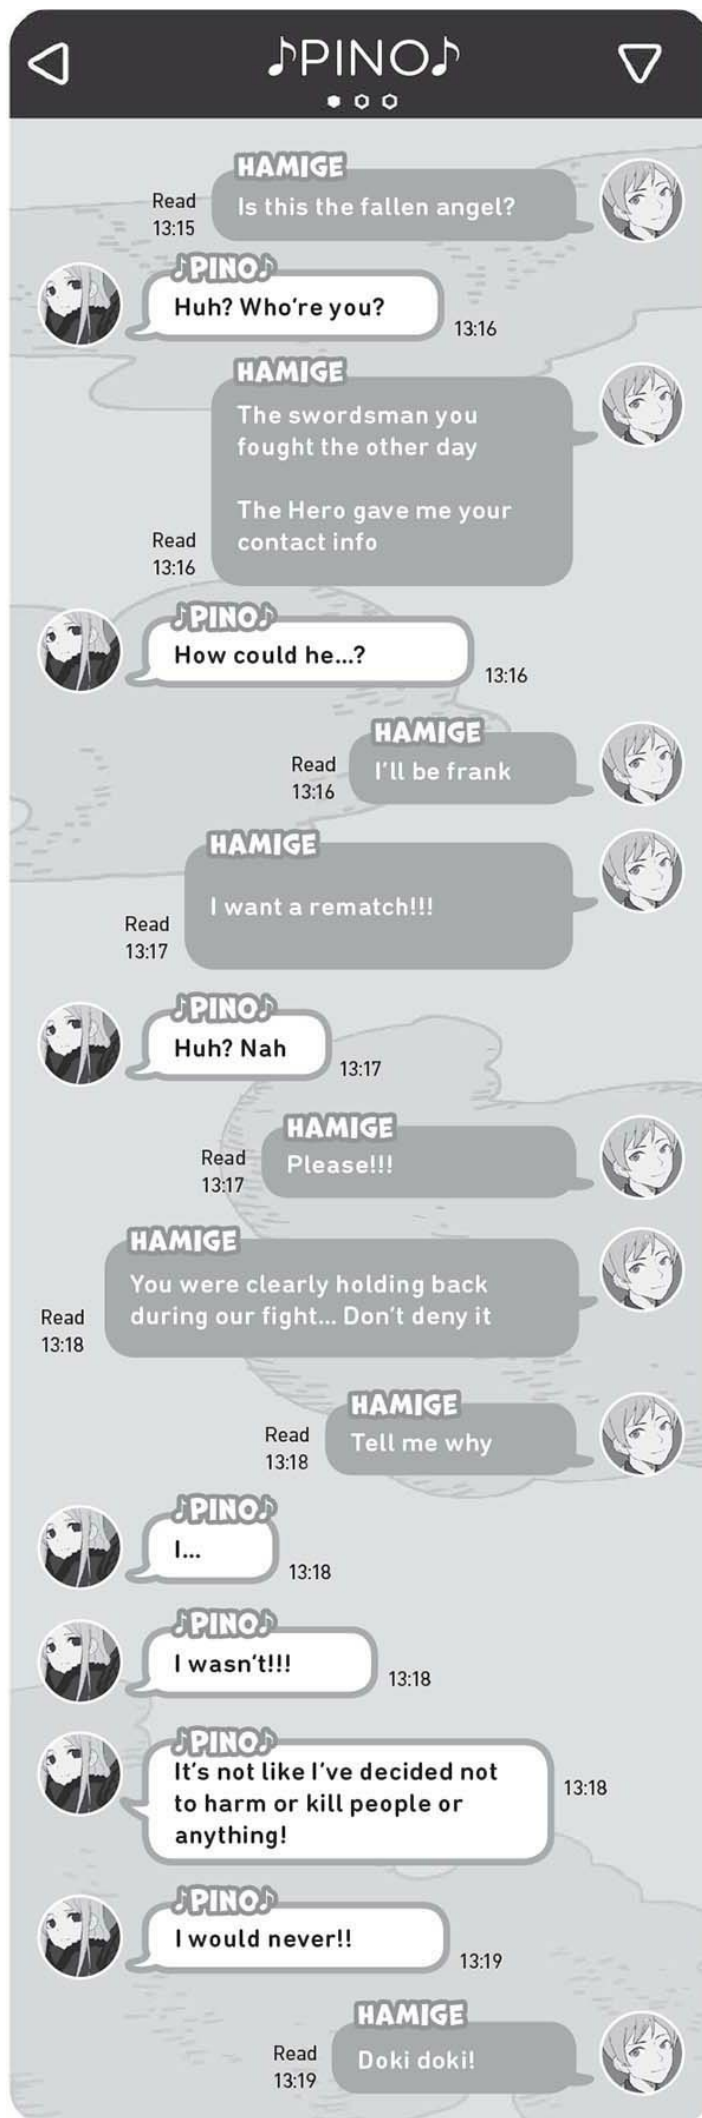 ♪PINO♪
HAMIGE
Is this the fallen angel?
Read
13:15
♪PINO♪
Huh? Who're you?
13:16
HAMIGE
The swordsman you
fought the other day
The Hero gave me your
contact info
Read
13:16
♪PINO♪
How could he...?
13:16
HAMIGE
I'll be frank
Read
13:16
HAMIGE
I want a rematch!!!
Read
13:17
♪PINO♪
Huh? Nah
13:17
HAMIGE
Please!!!
Read
13:17
HAMIGE
You were clearly holding back
during our fight... Don't deny it
Read
13:18
HAMIGE
Tell me why
Read
13:18
♪PINO♪
I...
13:18
♪PINO♪
I wasn't!!!
13:18
♪PINO♪
It's not like I've decided not
to harm or kill people or
anything!
13:18
♪PINO♪
I would never!!
13:19
HAMIGE
Doki doki!
Read
13:19